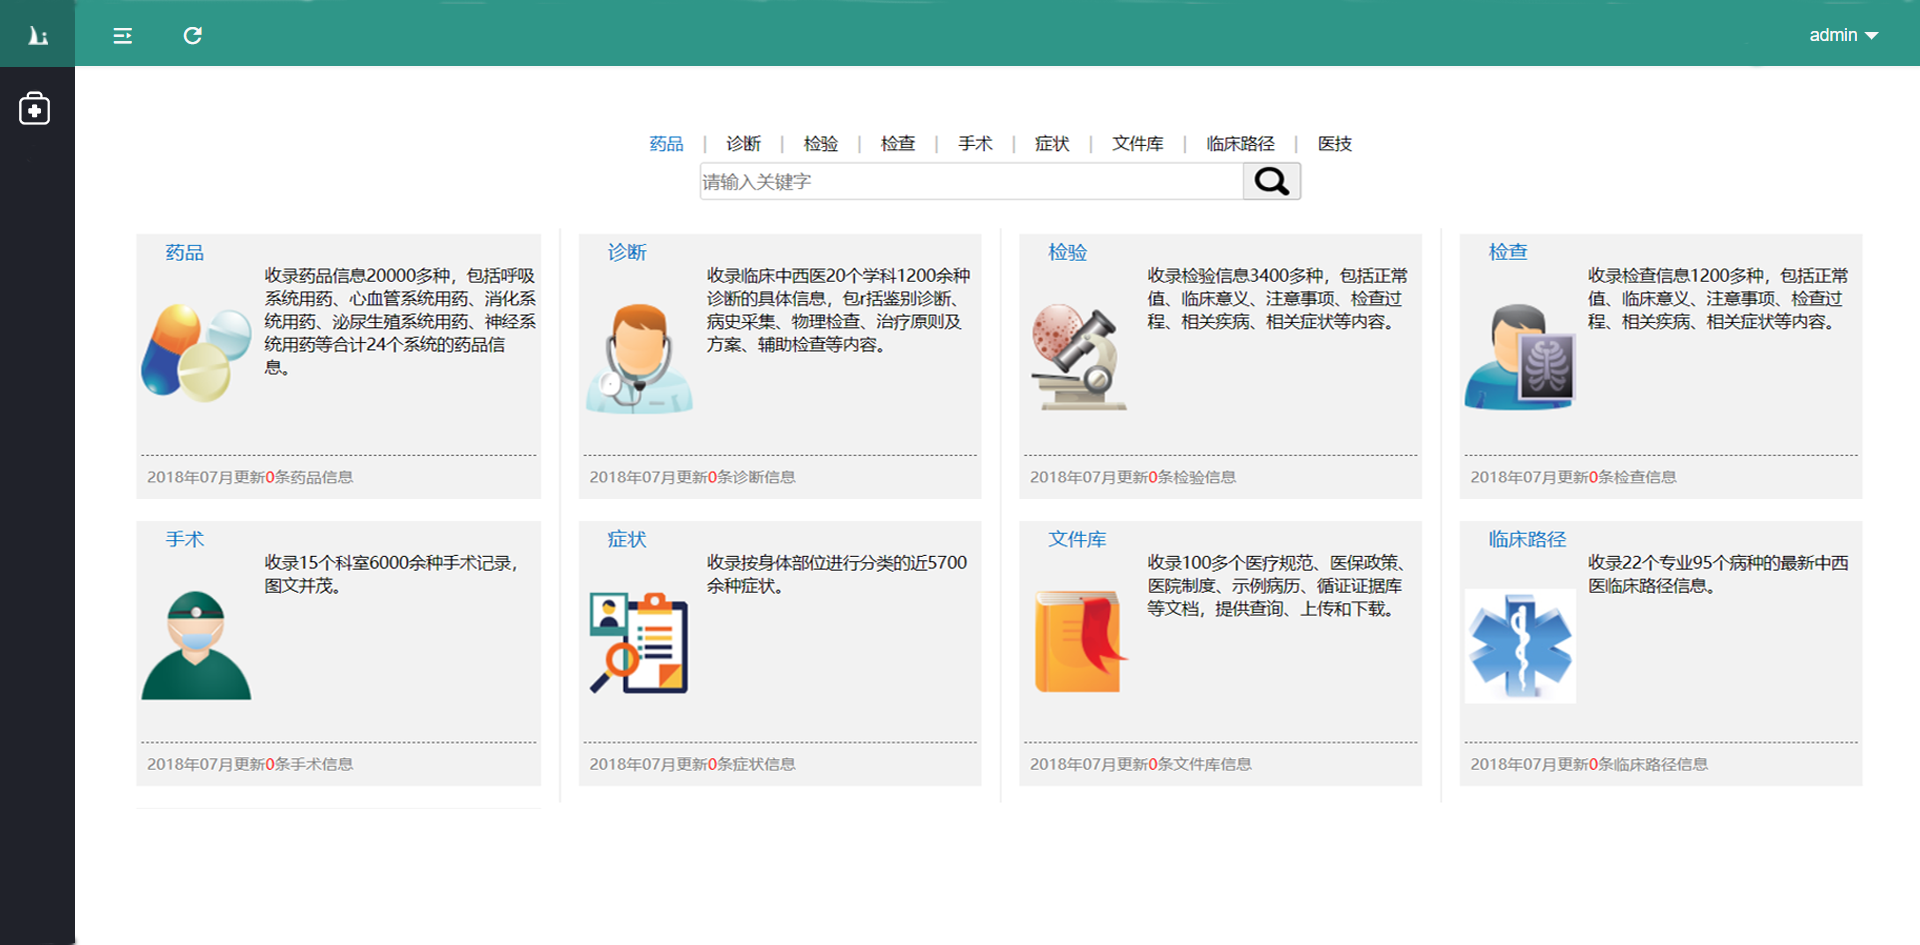 Li
admin
药品 | 诊断 | 检验 | 检查 | 手术 | 症状 | 文件库 | 临床路径 | 医技
请输入关键字
药品
收录药品信息20000多种，包括呼吸
系统用药、心血管系统用药、消化系
统用药、泌尿生殖系统用药、神经系
统用药等合计24个系统的药品信
息。
2018年07月更新0条药品信息
诊断
收录临床中西医20个学科1200余种
诊断的具体信息，包r括鉴别诊断、
病史采集、物理检查、治疗原则及
方案、辅助检查等内容。
2018年07月更新0条诊断信息
检验
收录检验信息3400多种，包括正常
值、临床意义、注意事项、检查过
程、相关疾病、相关症状等内容。
2018年07月更新0条检验信息
检查
收录检查信息1200多种，包括正常
值、临床意义、注意事项、检查过
程、相关疾病、相关症状等内容。
2018年07月更新0条检查信息
手术
收录15个科室6000余种手术记录，
图文并茂。
2018年07月更新0条手术信息
症状
收录按身体部位进行分类的近5700
余种症状。
2018年07月更新0条症状信息
文件库
收录100多个医疗规范、医保政策、
医院制度、示例病历、循证证据库
等文档，提供查询、上传和下载。
2018年07月更新0条文件库信息
临床路径
收录22个专业95个病种的最新中西
医临床路径信息。
2018年07月更新0条临床路径信息